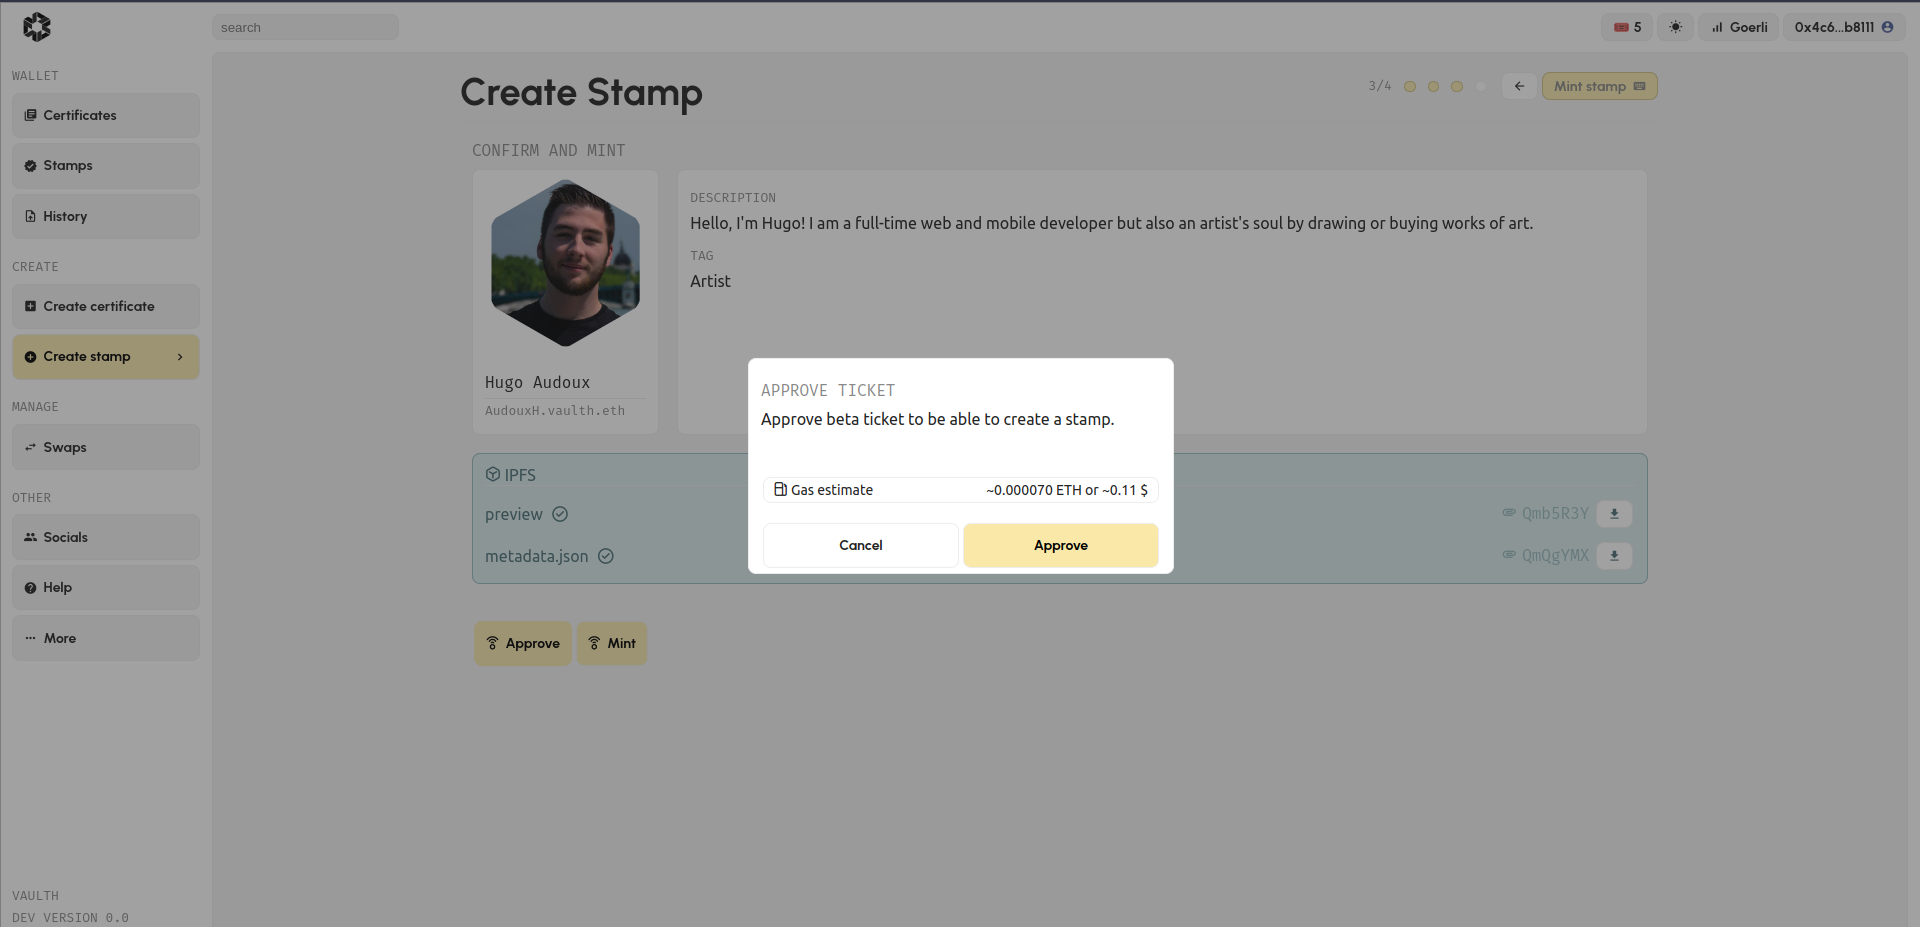 search
5
Goerli
0x4c6...b8111
WALLET
Certificates
Stamps
History
CREATE
Create certificate
Create stamp
MANAGE
Swaps
OTHER
Socials
Help
More
VAULTH
DEV VERSION 0.0
Create Stamp
3/4
Mint stamp
CONFIRM AND MINT
Hugo Audoux
AudouxH.vaulth.eth
DESCRIPTION
Hello, I'm Hugo! I am a full-time web and mobile developer but also an artist's soul by drawing or buying works of art.
TAG
Artist
APPROVE TICKET
Approve beta ticket to be able to create a stamp.
Gas estimate ~0.000070 ETH or ~0.11 $
Cancel Approve
IPFS
preview Qmb5R3Y
metadata.json QmQgYMX
Approve Mint